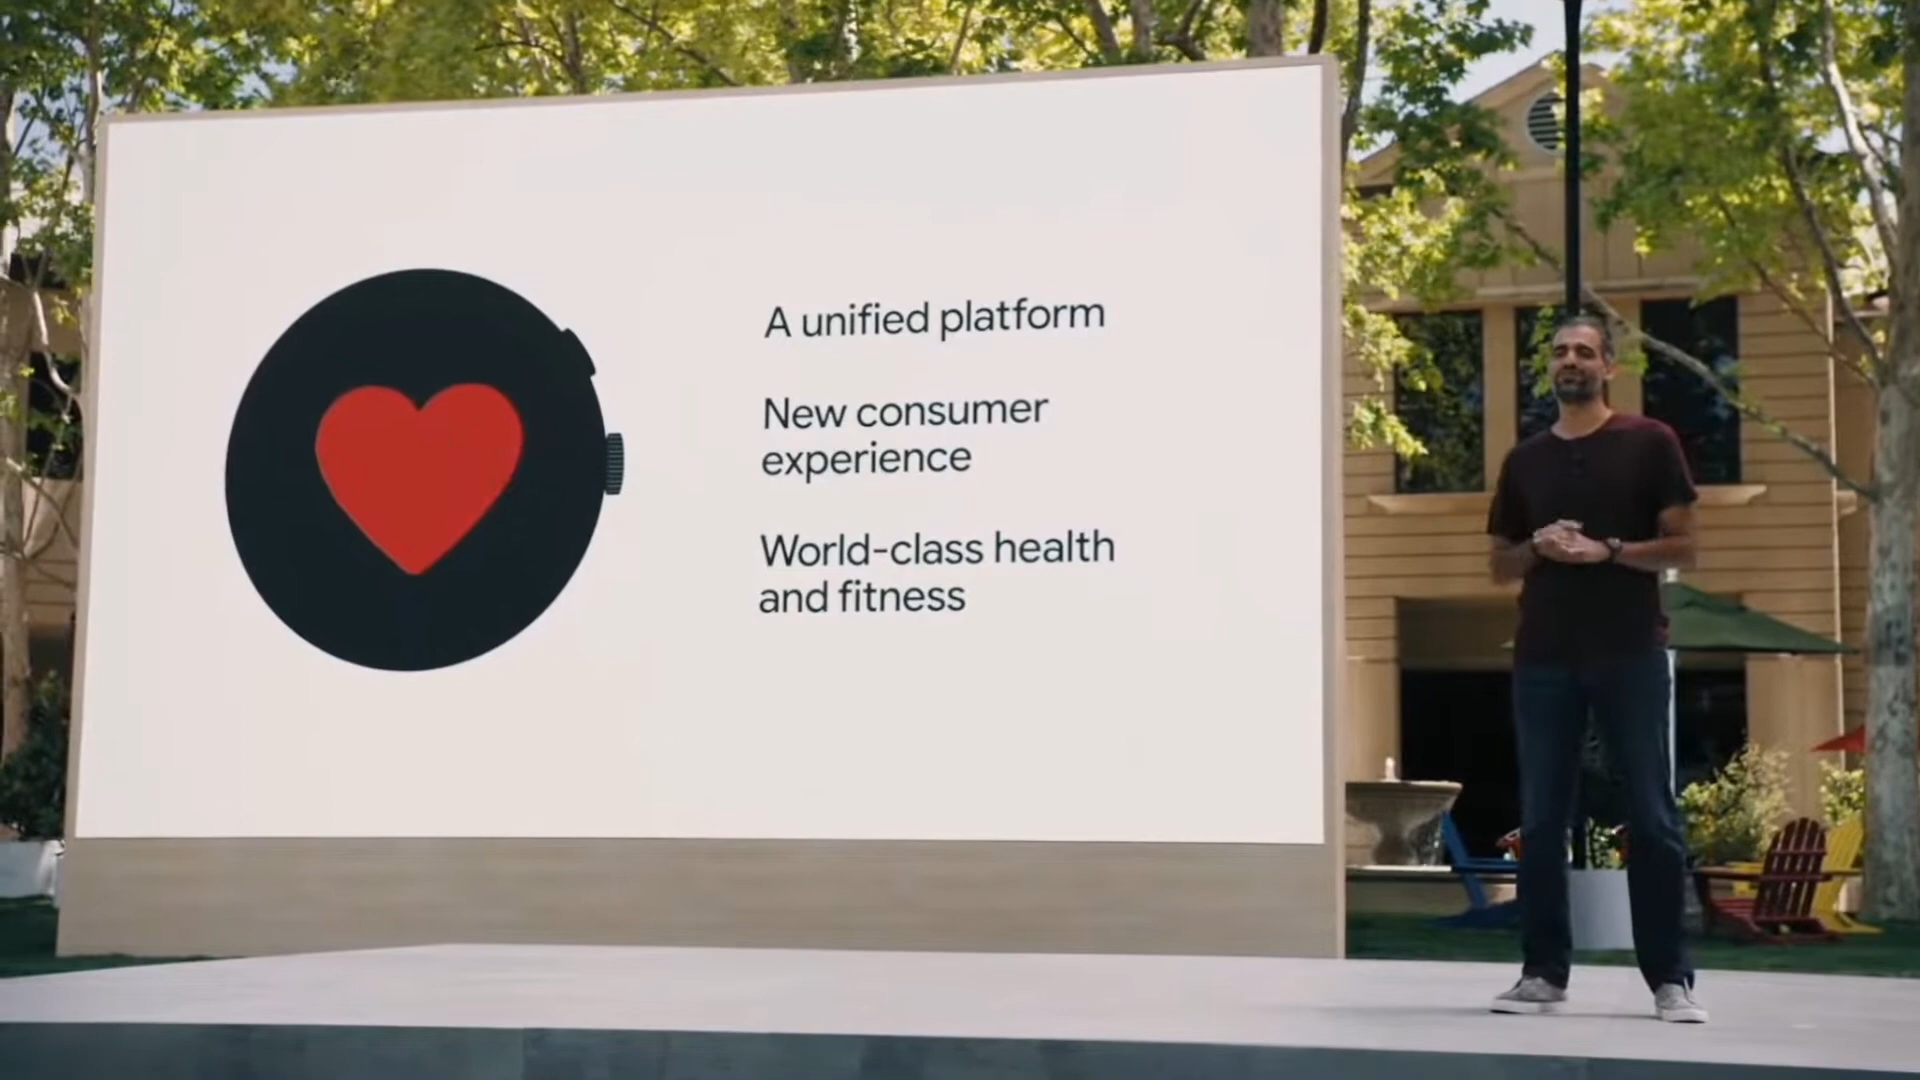 A unified platform
New consumer
experience
World-class health
and fitness